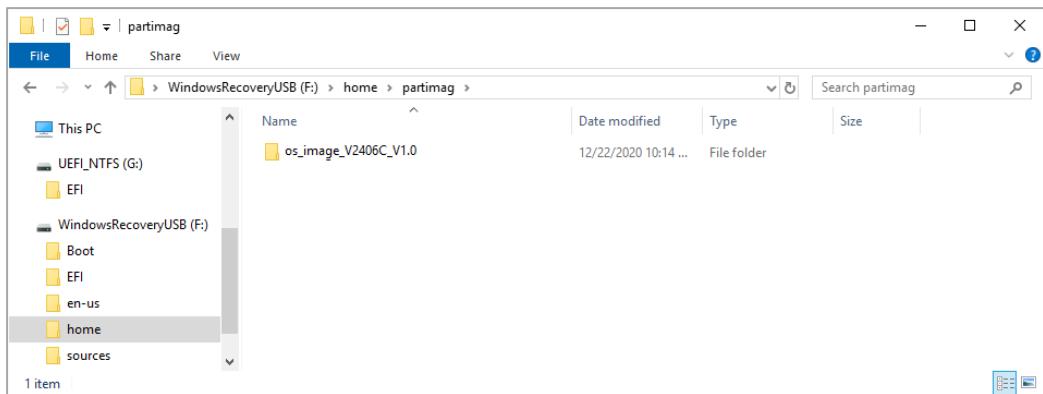 partimag
File Home Share View
WindowsRecoveryUSB (F:) › home › partimag ›
Search partimag
This PC
UEFI_NTFS (G:)
EFI
WindowsRecoveryUSB (F:)
Boot
EFI
en-us
home
sources
Name Date modified Type Size
os_image_V2406C_V1.0 12/22/2020 10:14 ... File folder
1 item